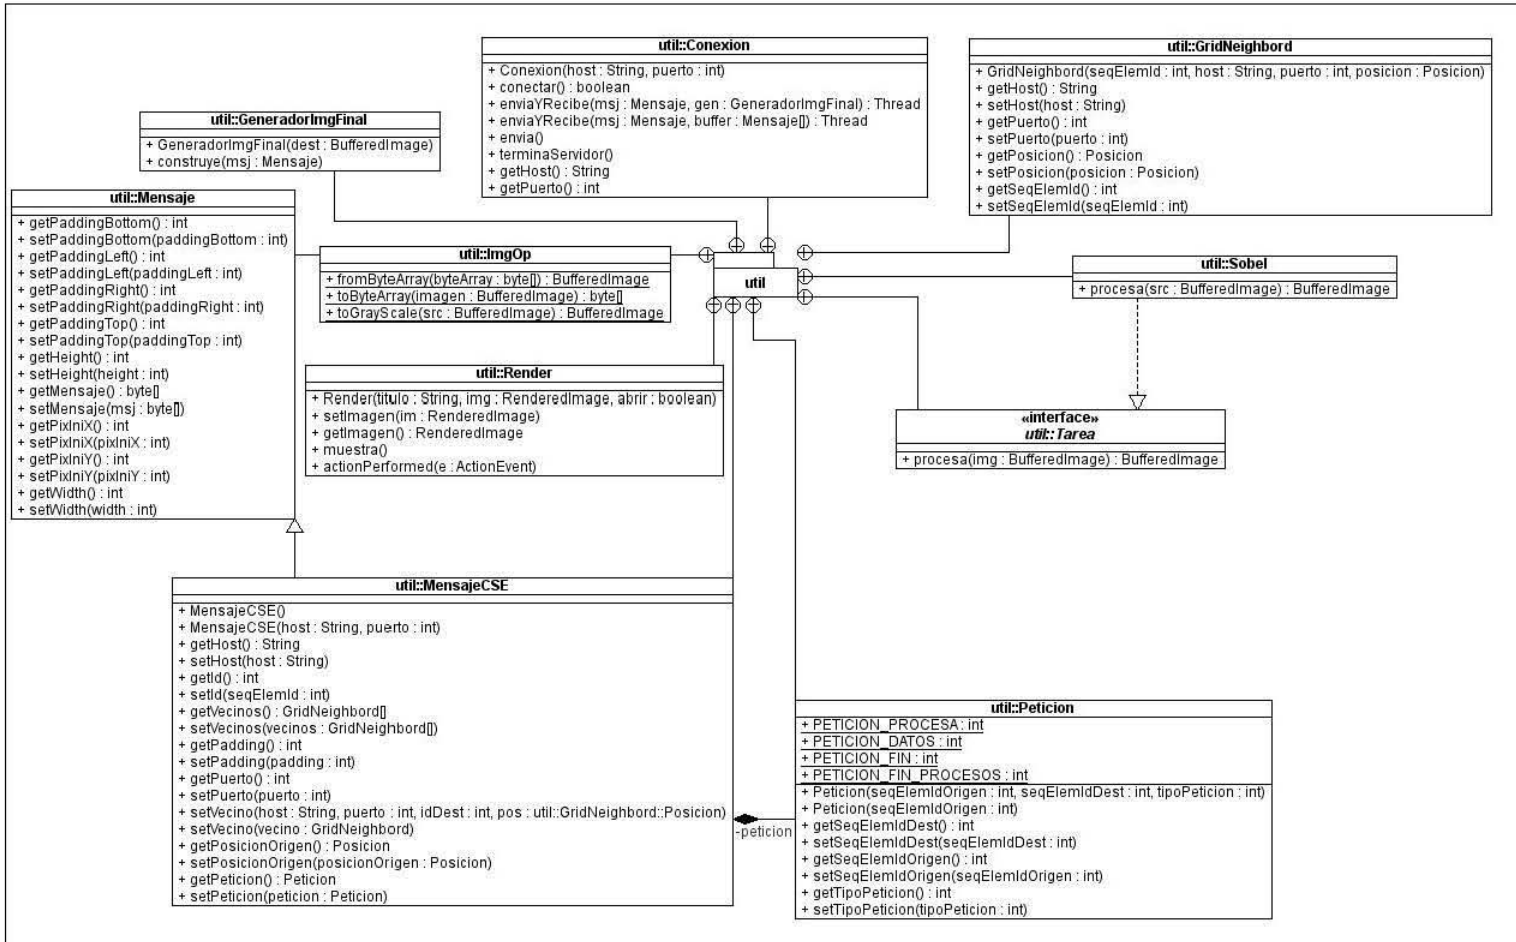 util::Conexion
+ Conexion(host : String, puerto : int)
+ conectar() : boolean
+ enviaYRecibe(msj : Mensaje, gen : GeneradorImgFinal) : Thread
+ enviaYRecibe(msj : Mensaje, buffer : Mensaje[]) : Thread
+ envia()
+ terminaServidor()
+ getHost() : String
+ getPuerto() : int
util::GridNeighbord
+ GridNeighbord(seqElemId : int, host : String, puerto : int, posicion : Posicion)
+ getHost() : String
+ setHost(host : String)
+ getPuerto() : int
+ setPuerto(puerto : int)
+ getPosicion() : Posicion
+ setPosicion(posicion : Posicion)
+ getSeqElemId() : int
+ setSeqElemId(seqElemId : int)
util::GeneradorImgFinal
+ GeneradorImgFinal(dest : BufferedImage)
+ construye(msj : Mensaje)
util::Mensaje
+ getPaddingBottom() : int
+ setPaddingBottom(paddingBottom : int)
+ getPaddingLeft() : int
+ setPaddingLeft(paddingLeft : int)
+ getPaddingRight() : int
+ setPaddingRight(paddingRight : int)
+ getPaddingTop() : int
+ setPaddingTop(paddingTop : int)
+ getHeight() : int
+ setHeight(height : int)
+ getMensaje() : byte[]
+ setMensaje(msj : byte[])
+ getPixIniX() : int
+ setPixIniX(pixIniX : int)
+ getPixIniY() : int
+ setPixIniY(pixIniY : int)
+ getWidth() : int
+ setWidth(width : int)
util::ImgOp
+ fromByteArray(byteArray : byte[]) : BufferedImage
+ toByteArray(imagen : BufferedImage) : byte[]
+ toGrayScale(src : BufferedImage) : BufferedImage
util
util::Sobel
+ procesa(src : BufferedImage) : BufferedImage
util::Render
+ Render(titulo : String, img : RenderedImage, abrir : boolean)
+ setImagen(im : RenderedImage)
+ getImagen() : RenderedImage
+ muestra()
+ actionPerformed(e : ActionEvent)
«interface»
util::Tarea
+ procesa(img : BufferedImage) : BufferedImage
util::MensajeCSE
+ MensajeCSE()
+ MensajeCSE(host : String, puerto : int)
+ getHost() : String
+ setHost(host : String)
+ getId() : int
+ setId(seqElemId : int)
+ getVecinos() : GridNeighbord[]
+ setVecinos(vecinos : GridNeighbord[])
+ getPadding() : int
+ setPadding(padding : int)
+ getPuerto() : int
+ setPuerto(puerto : int)
+ setVecino(host : String, puerto : int, idDest : int, pos : util::GridNeighbord::Posicion)
+ setVecino(vecino : GridNeighbord)
+ getPosicionOrigen() : Posicion
+ setPosicionOrigen(posicionOrigen : Posicion)
+ getPeticion() : Peticion
+ setPeticion(peticion : Peticion)
-peticion
util::Peticion
+ PETICION_PROCESA : int
+ PETICION_DATOS : int
+ PETICION_FIN : int
+ PETICION_FIN_PROCESOS : int
+ Peticion(seqElemIdOrigen : int, seqElemIdDest : int, tipoPeticion : int)
+ Peticion(seqElemIdOrigen : int)
+ getSeqElemIdDest() : int
+ setSeqElemIdDest(seqElemIdDest : int)
+ getSeqElemIdOrigen() : int
+ setSeqElemIdOrigen(seqElemIdOrigen : int)
+ getTipoPeticion() : int
+ setTipoPeticion(tipoPeticion : int)